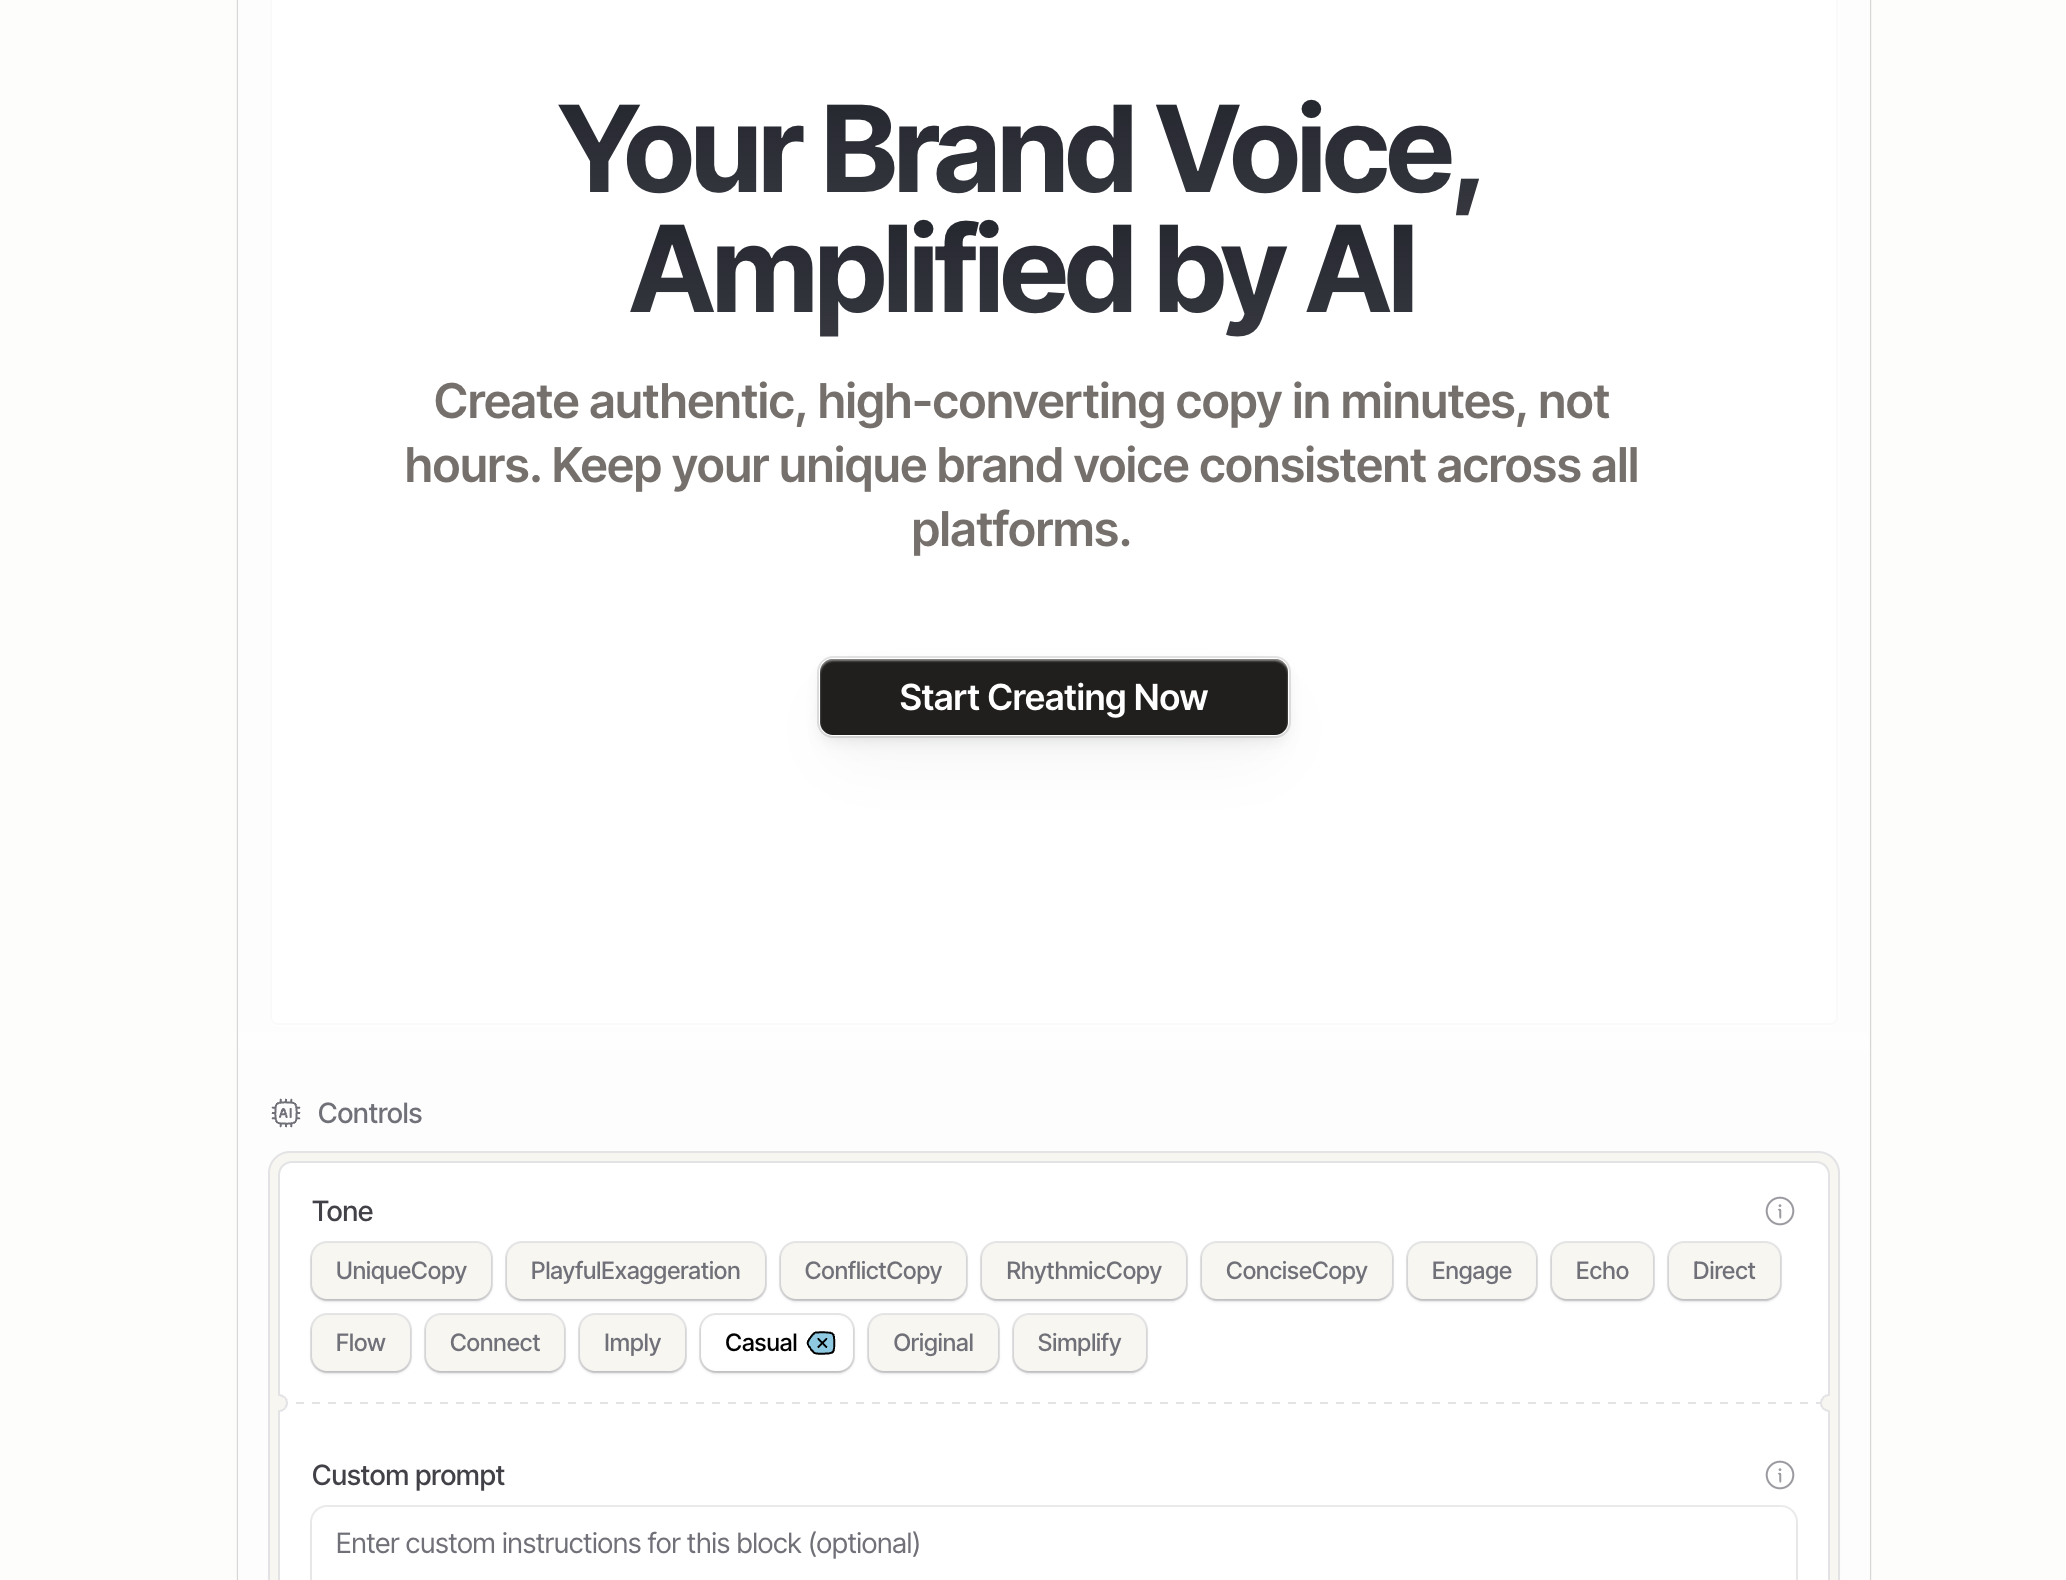 Your Brand Voice,
Amplified by AI
Create authentic, high-converting copy in minutes, not
hours. Keep your unique brand voice consistent across all
platforms.
Start Creating Now
AI Controls
Tone
UniqueCopy PlayfulExaggeration ConflictCopy RhythmicCopy ConciseCopy Engage Echo Direct
Flow Connect Imply Casual Original Simplify
Custom prompt
Enter custom instructions for this block (optional)